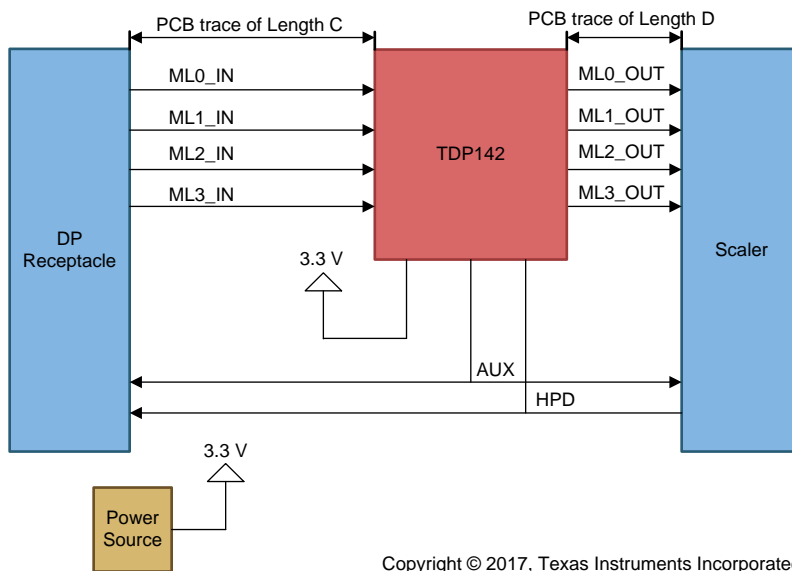 PCB trace of Length C
PCB trace of Length D
ML0_IN
ML1_IN
ML2_IN
ML3_IN
TDP142
ML0_OUT
ML1_OUT
ML2_OUT
ML3_OUT
DP
Receptacle
Scaler
3.3 V
AUX
HPD
3.3 V
Power
Source
Copyright © 2017, Texas Instruments Incorporate